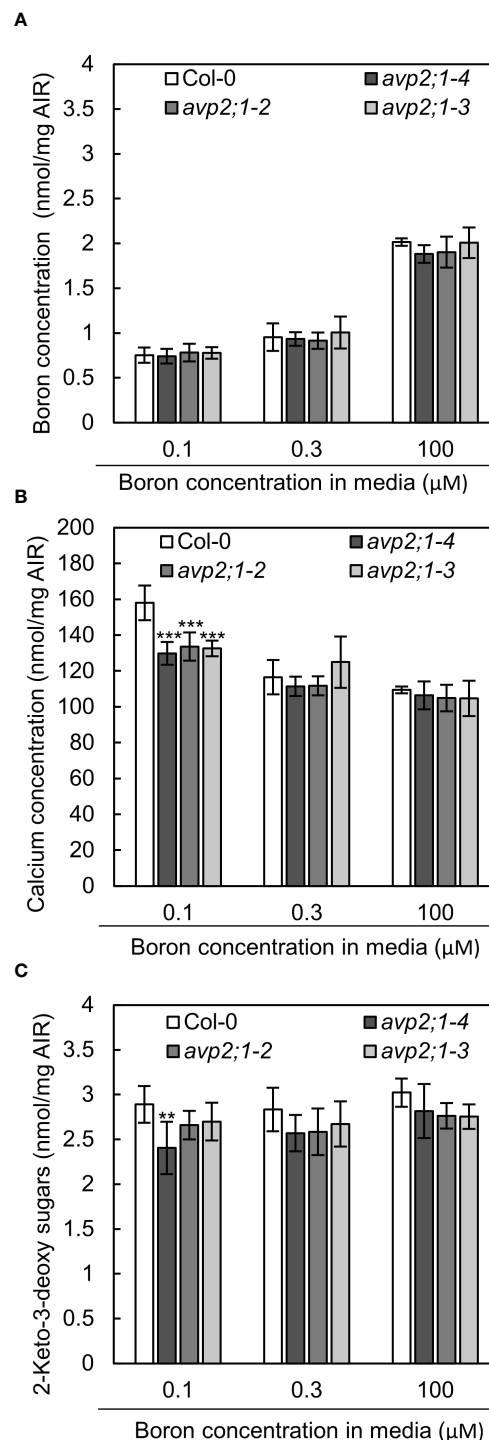 A
Boron concentration (nmol/mg AIR)
Col-0
avp2;1-4
avp2;1-2
avp2;1-3
4
3.5
3
2.5
2
1.5
1
0.5
0
0.1
0.3
100
Boron concentration in media (μM)
B
Calcium concentration (nmol/mg AIR)
Col-0
avp2;1-4
avp2;1-2
avp2;1-3
200
180
160
140
120
100
80
60
40
20
0
***
***
***
0.1
0.3
100
Boron concentration in media (μM)
C
2-Keto-3-deoxy sugars (nmol/mg AIR)
Col-0
avp2;1-4
avp2;1-2
avp2;1-3
4
3.5
3
2.5
2
1.5
1
0.5
0
**
0.1
0.3
100
Boron concentration in media (μM)